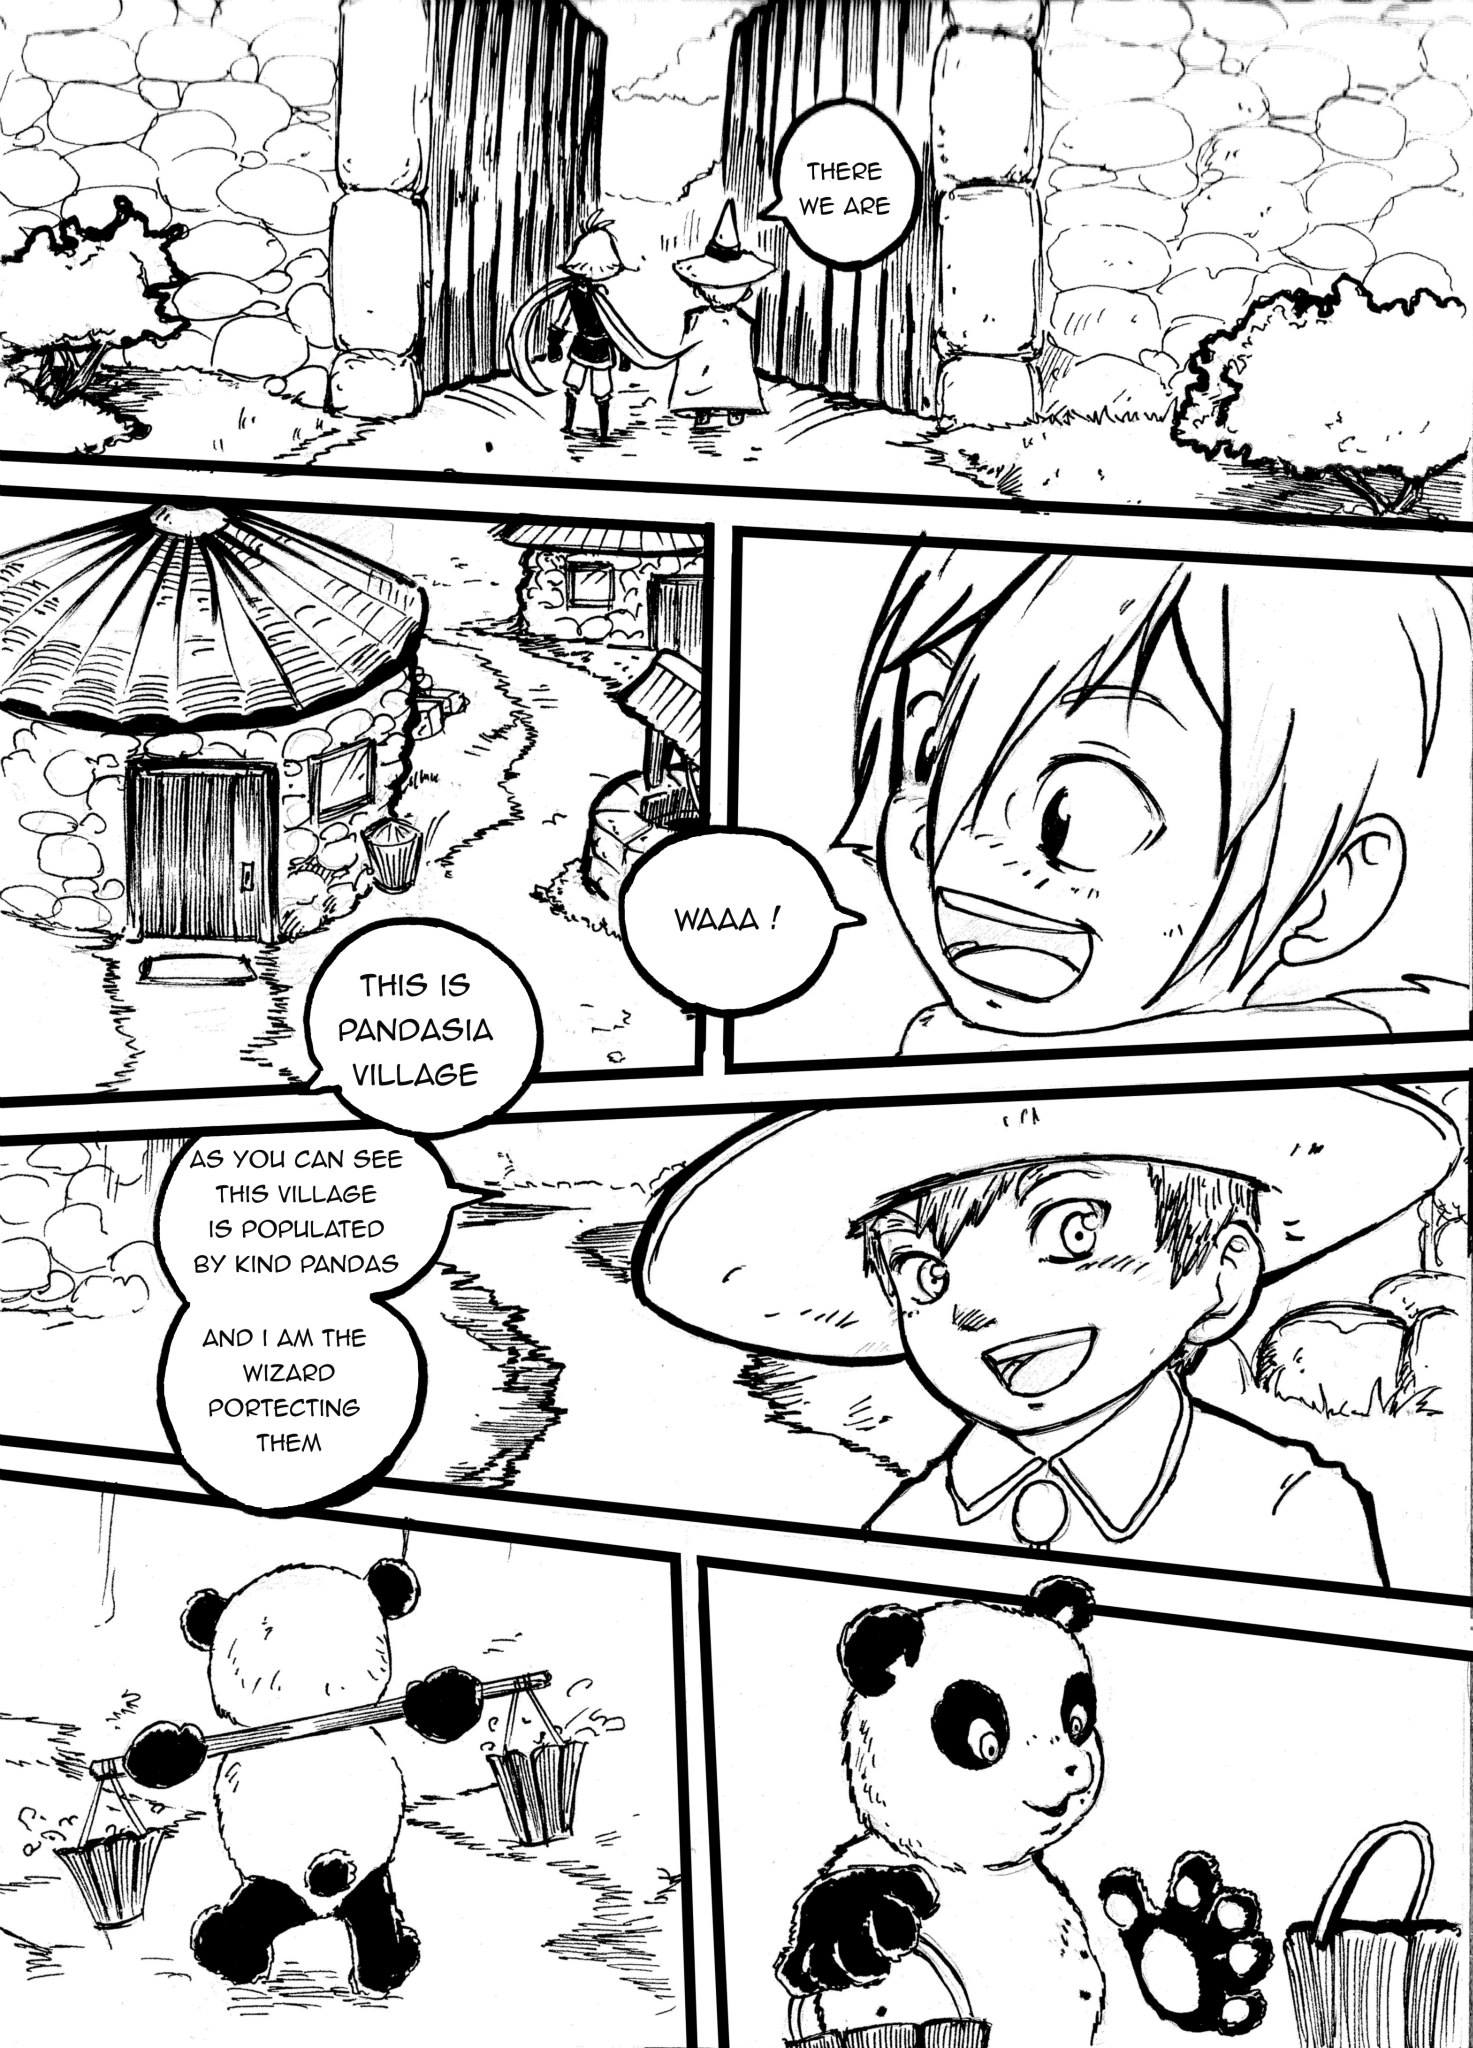 THERE
WE ARE
WAAA !
THIS IS
PANDASIA
VILLAGE
AS YOU CAN SEE
THIS VILLAGE
IS POPULATED
BY KIND PANDAS
AND I AM THE
WIZARD
PORTECTING
THEM